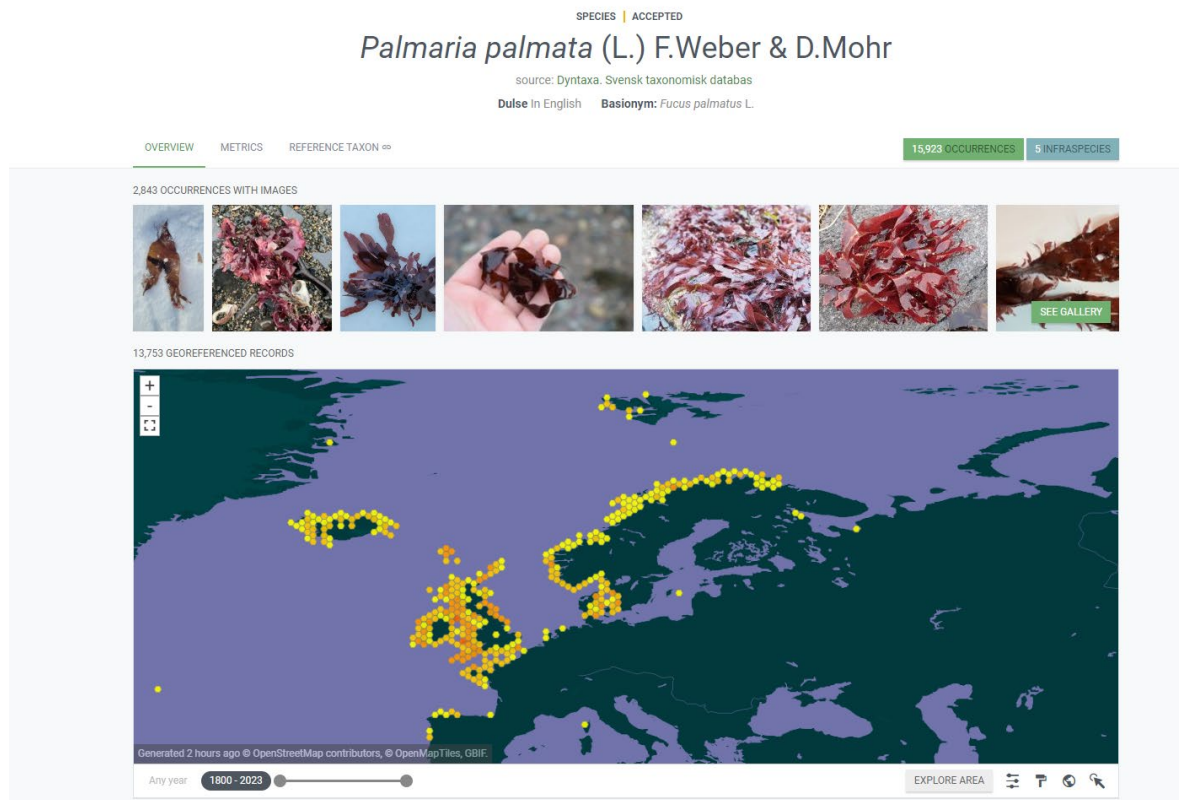 SPECIES | ACCEPTED
Palmaria palmata (L.) F.Weber & D.Mohr
source: Dyntaxa. Svensk taxonomisk databas
Dulse In English Basionym: Fucus palmatus L.
OVERVIEW METRICS REFERENCE TAXON ∞ 15,923 OCCURRENCES 5 INFRASPECIES
2,843 OCCURRENCES WITH IMAGES
SEE GALLERY
13,753 GEOREFERENCED RECORDS
+
-
Generated 2 hours ago © OpenStreetMap contributors, © OpenMapTiles, GBIF.
Any year 1800 - 2023 EXPLORE AREA